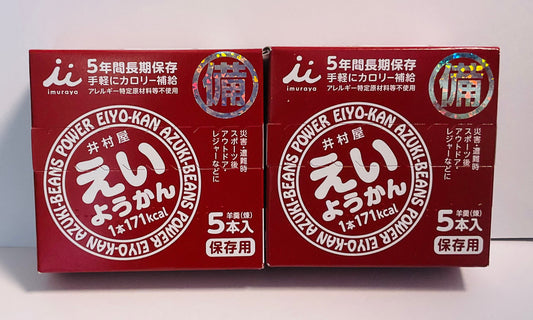 imuraya
5年間長期保存
手軽にカロリー補給
アレルギー特定原材料等不使用
備
災害・遭難時
スポーツ後
アウトドア・
レジャーなどに
AZUKI-BEANS POWER EIYO-KAN AZUKI-BEANS POWER EIYO-KAN
井村屋
えい
ようかん
1本171kcal
羊羹(煉)
5本入
保存用
imuraya
5年間長期保存
手軽にカロリー補給
アレルギー特定原材料等不使用
備
災害・遭難時
スポーツ後
アウトドア・
レジャーなどに
AZUKI-BEANS POWER EIYO-KAN AZUKI-BEANS POWER EIYO-KAN
井村屋
えい
ようかん
1本171kcal
羊羹(煉)
5本入
保存用